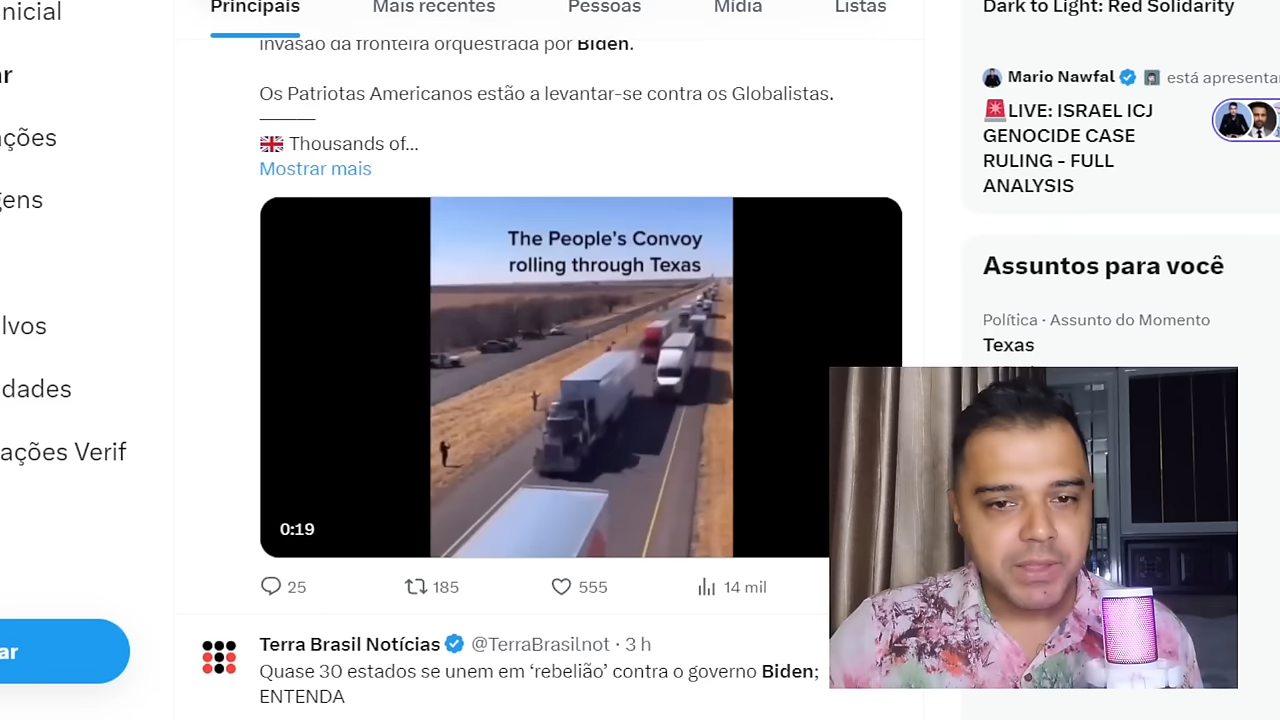 Principais
Mais recentes
Pessoas
Mídia
Listas
nicial
ar
ções
gens
lvos
dades
ações Verif
ar
invasão da fronteira orquestrada por Biden.
Os Patriotas Americanos estão a levantar-se contra os Globalistas.
🇬🇧 Thousands of...
Mostrar mais
The People's Convoy
rolling through Texas
0:19
25
185
555
14 mil
Terra Brasil Notícias @TerraBrasilnot · 3 h
Quase 30 estados se unem em ‘rebelião’ contra o governo Biden;
ENTENDA
Dark to Light: Red Solidarity
Mario Nawfal está apresenta
🚨LIVE: ISRAEL ICJ
GENOCIDE CASE
RULING - FULL
ANALYSIS
Assuntos para você
Política · Assunto do Momento
Texas